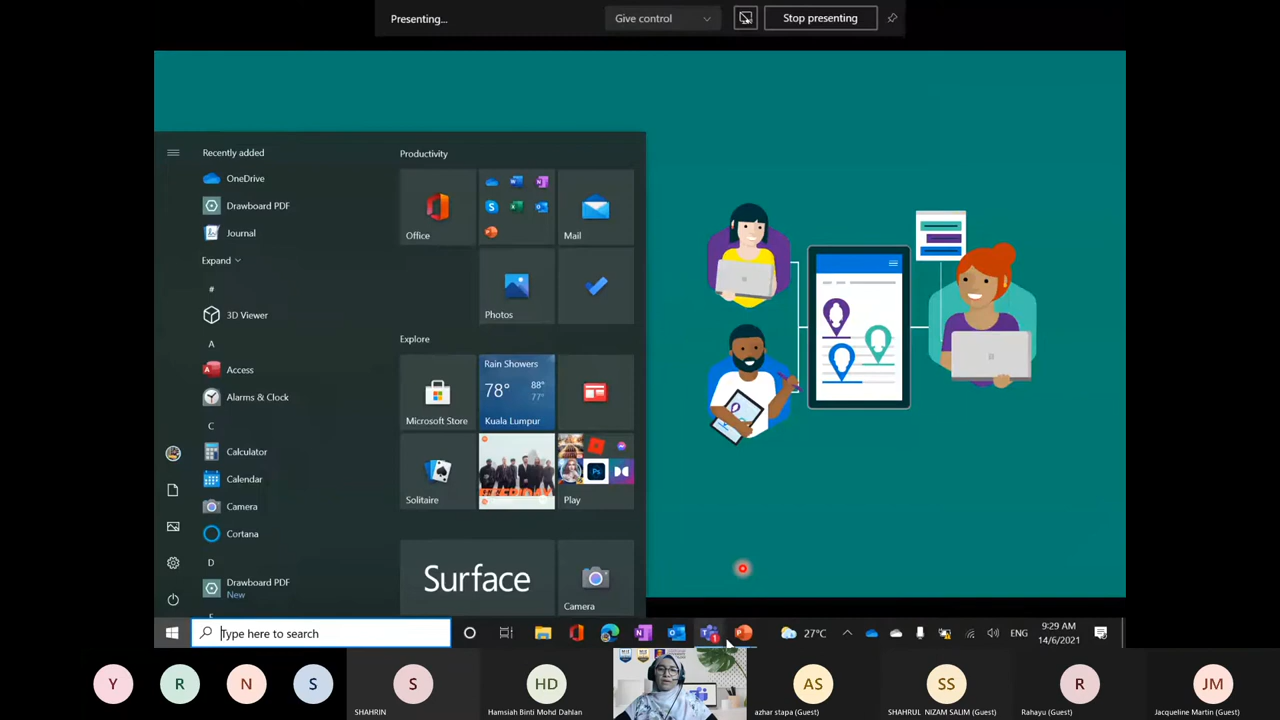 Presenting...
Give control
Stop presenting
Recently added
OneDrive
Drawboard PDF
Journal
Expand
#
3D Viewer
A
Access
Alarms & Clock
C
Calculator
Calendar
Camera
Cortana
D
Drawboard PDF
New
Productivity
Office
Mail
Photos
Explore
Microsoft Store
Rain Showers
78° 88°
77°
Kuala Lumpur
Solitaire
Play
Surface
Camera
Type here to search
1
27°C
ENG
9:29 AM
14/6/2021
Y
R
N
S
S
SHAHRIN
HD
Hamsiah Binti Mohd Dahlan
AS
azhar stapa (Guest)
SS
SHAHRUL NIZAM SALIM (Guest)
R
Rahayu (Guest)
JM
Jacqueline Martin (Guest)